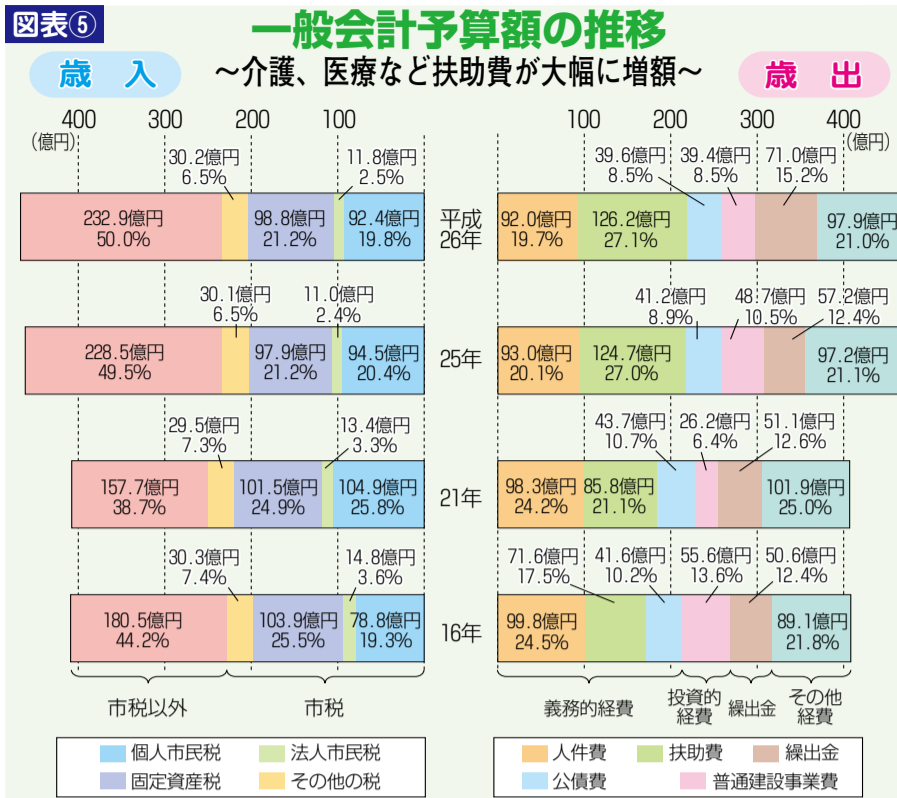 図表⑤
一般会計予算額の推移
歳入
～介護、医療など扶助費が大幅に増額～
歳出
400 300 200 100
(億円)
100 200 300 400
(億円)
30.2億円
6.5%
11.8億円
2.5%
232.9億円
50.0%
98.8億円
21.2%
92.4億円
19.8%
平成
26年
39.6億円
8.5%
39.4億円
8.5%
71.0億円
15.2%
92.0億円
19.7%
126.2億円
27.1%
97.9億円
21.0%
30.1億円
6.5%
11.0億円
2.4%
228.5億円
49.5%
97.9億円
21.2%
94.5億円
20.4%
25年
41.2億円
8.9%
48.7億円
10.5%
57.2億円
12.4%
93.0億円
20.1%
124.7億円
27.0%
97.2億円
21.1%
29.5億円
7.3%
13.4億円
3.3%
157.7億円
38.7%
101.5億円
24.9%
104.9億円
25.8%
21年
43.7億円
10.7%
26.2億円
6.4%
51.1億円
12.6%
98.3億円
24.2%
85.8億円
21.1%
101.9億円
25.0%
30.3億円
7.4%
14.8億円
3.6%
180.5億円
44.2%
103.9億円
25.5%
78.8億円
19.3%
16年
71.6億円
17.5%
41.6億円
10.2%
55.6億円
13.6%
50.6億円
12.4%
99.8億円
24.5%
89.1億円
21.8%
市税以外
市税
義務的経費
投資的
経費
繰出金
その他
経費
個人市民税
法人市民税
固定資産税
その他の税
人件費
扶助費
繰出金
公債費
普通建設事業費